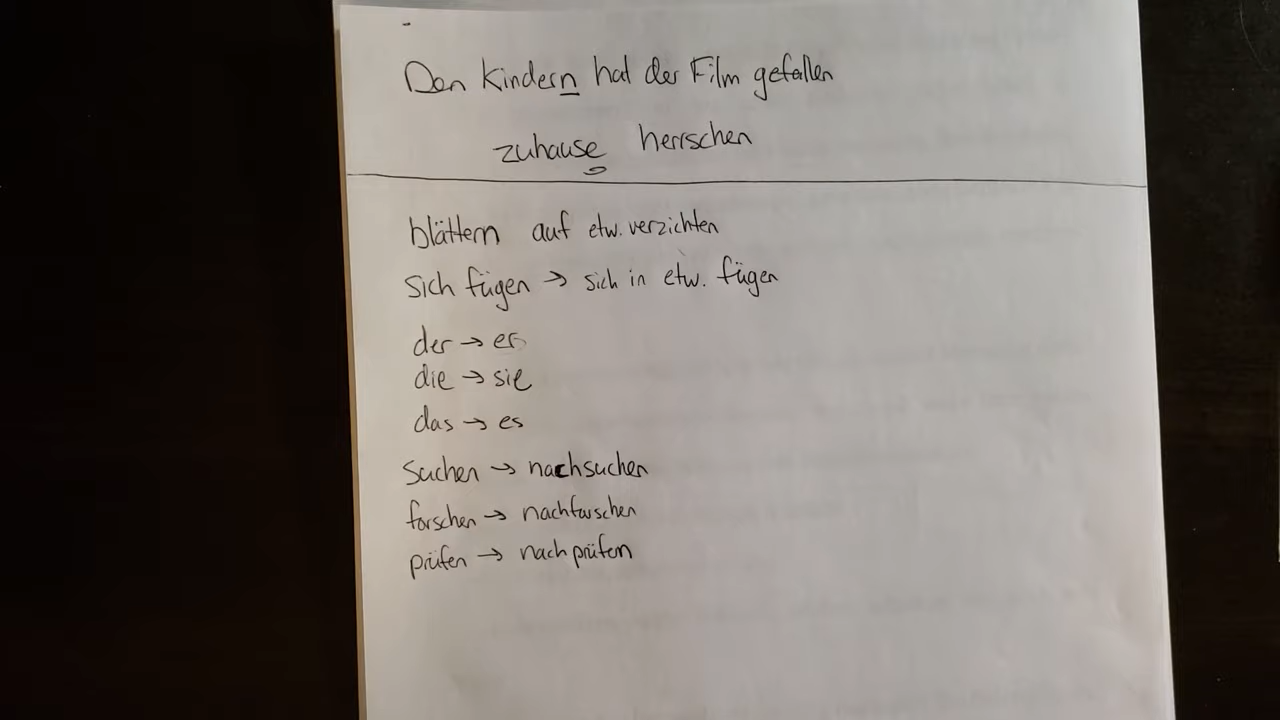 Den Kindern hat der Film gefallen
zuhause herrschen
blättern auf etw. verzichten
sich fügen → sich in etw. fügen
der → er
die → sie
das → es
suchen → nachsuchen
forschen → nachforschen
prüfen → nachprüfen